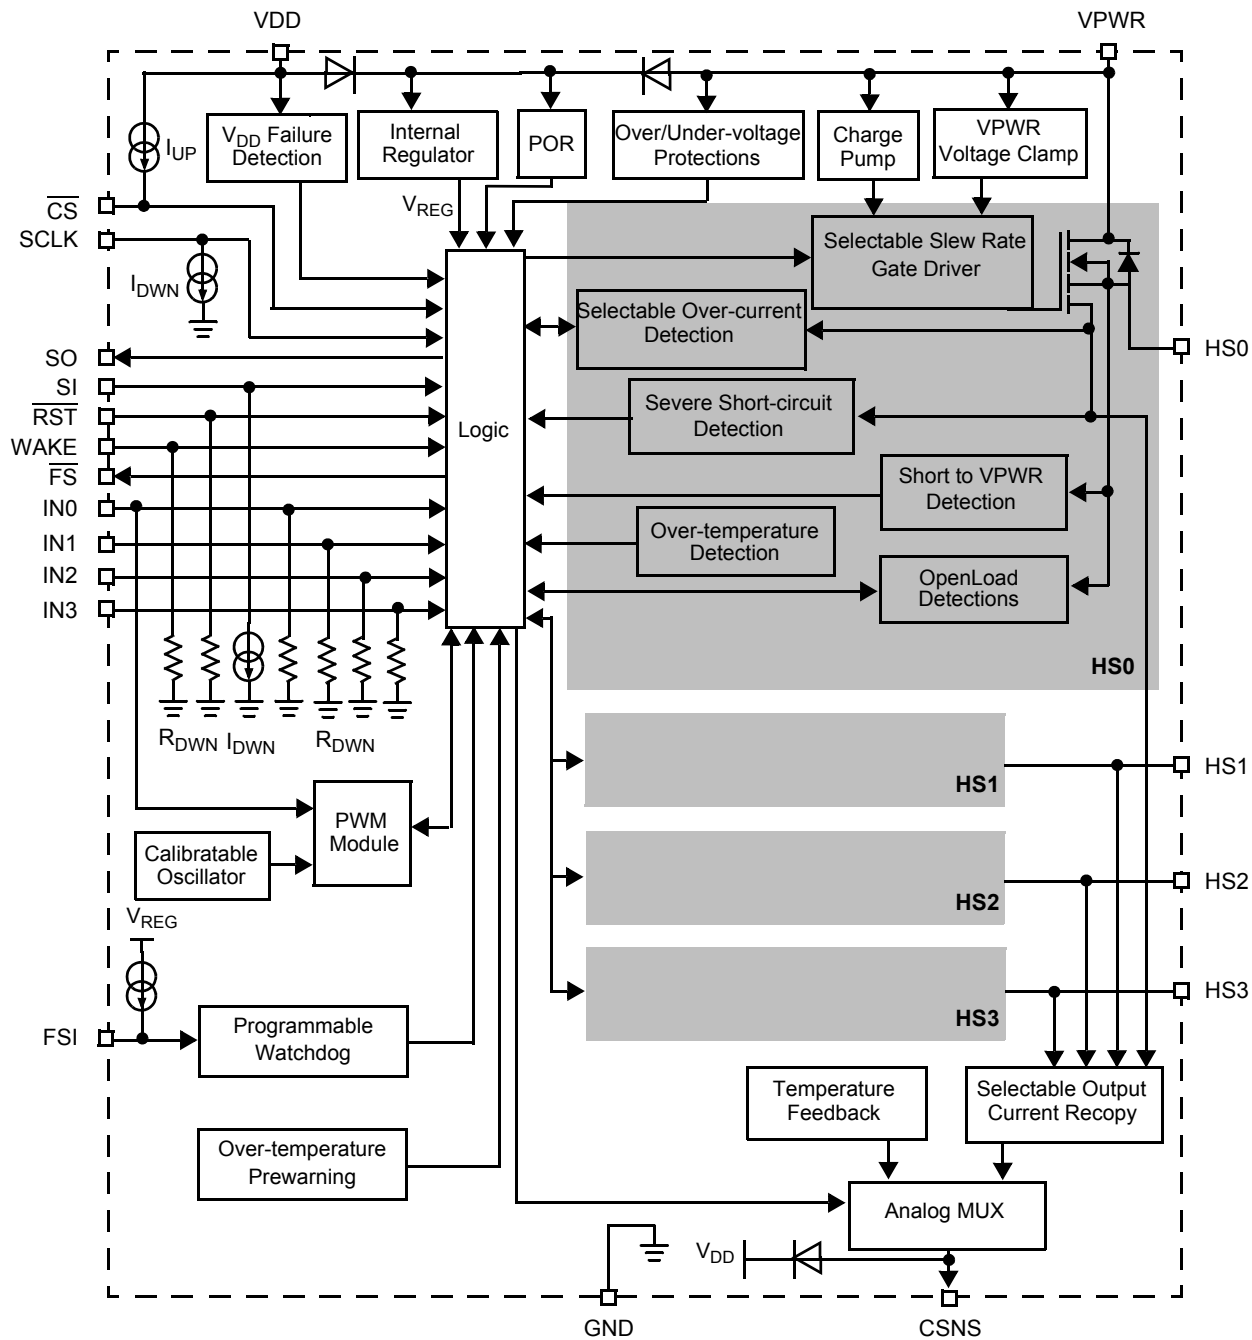 VDD
VPWR
VDD Failure
Detection
Internal
Regulator
POR
Over/Under-voltage
Protections
Charge
Pump
VPWR
Voltage Clamp
IUP
VREG
CS
SCLK
IDWN
SO
SI
RST
WAKE
FS
IN0
IN1
IN2
IN3
Logic
Selectable Slew Rate
Gate Driver
Selectable Over-current
Detection
Severe Short-circuit
Detection
Short to VPWR
Detection
Over-temperature
Detection
OpenLoad
Detections
HS0
HS0
RDWN
IDWN
RDWN
HS1
HS1
PWM
Module
Calibratable
Oscillator
HS2
HS2
VREG
HS3
HS3
FSI
Programmable
Watchdog
Temperature
Feedback
Selectable Output
Current Recopy
Over-temperature
Prewarning
Analog MUX
VDD
GND
CSNS